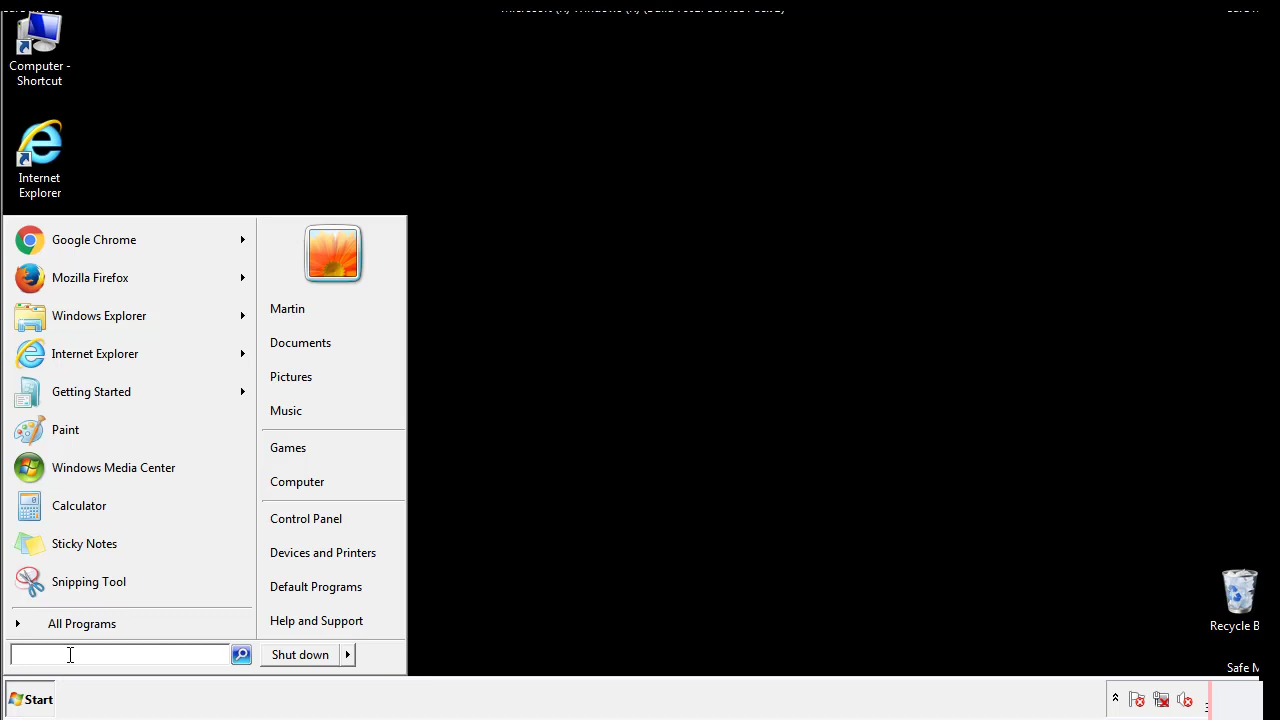 Computer -
Shortcut
Internet
Explorer
Google Chrome
Mozilla Firefox
Windows Explorer
Internet Explorer
Getting Started
Paint
Windows Media Center
Calculator
Sticky Notes
Snipping Tool
All Programs
Martin
Documents
Pictures
Music
Games
Computer
Control Panel
Devices and Printers
Default Programs
Help and Support
Shut down
Recycle B
Safe M
Start